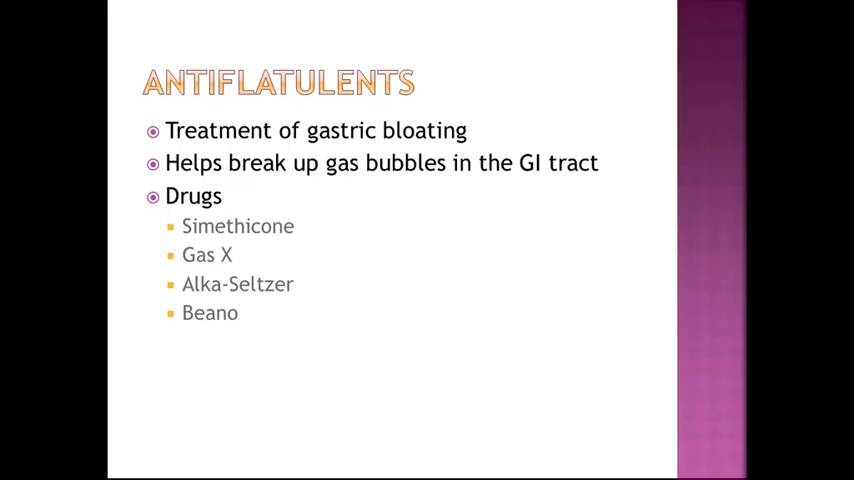 ANTIFLATULENTS
Treatment of gastric bloating
Helps break up gas bubbles in the GI tract
Drugs
Simethicone
Gas X
Alka-Seltzer
Beano